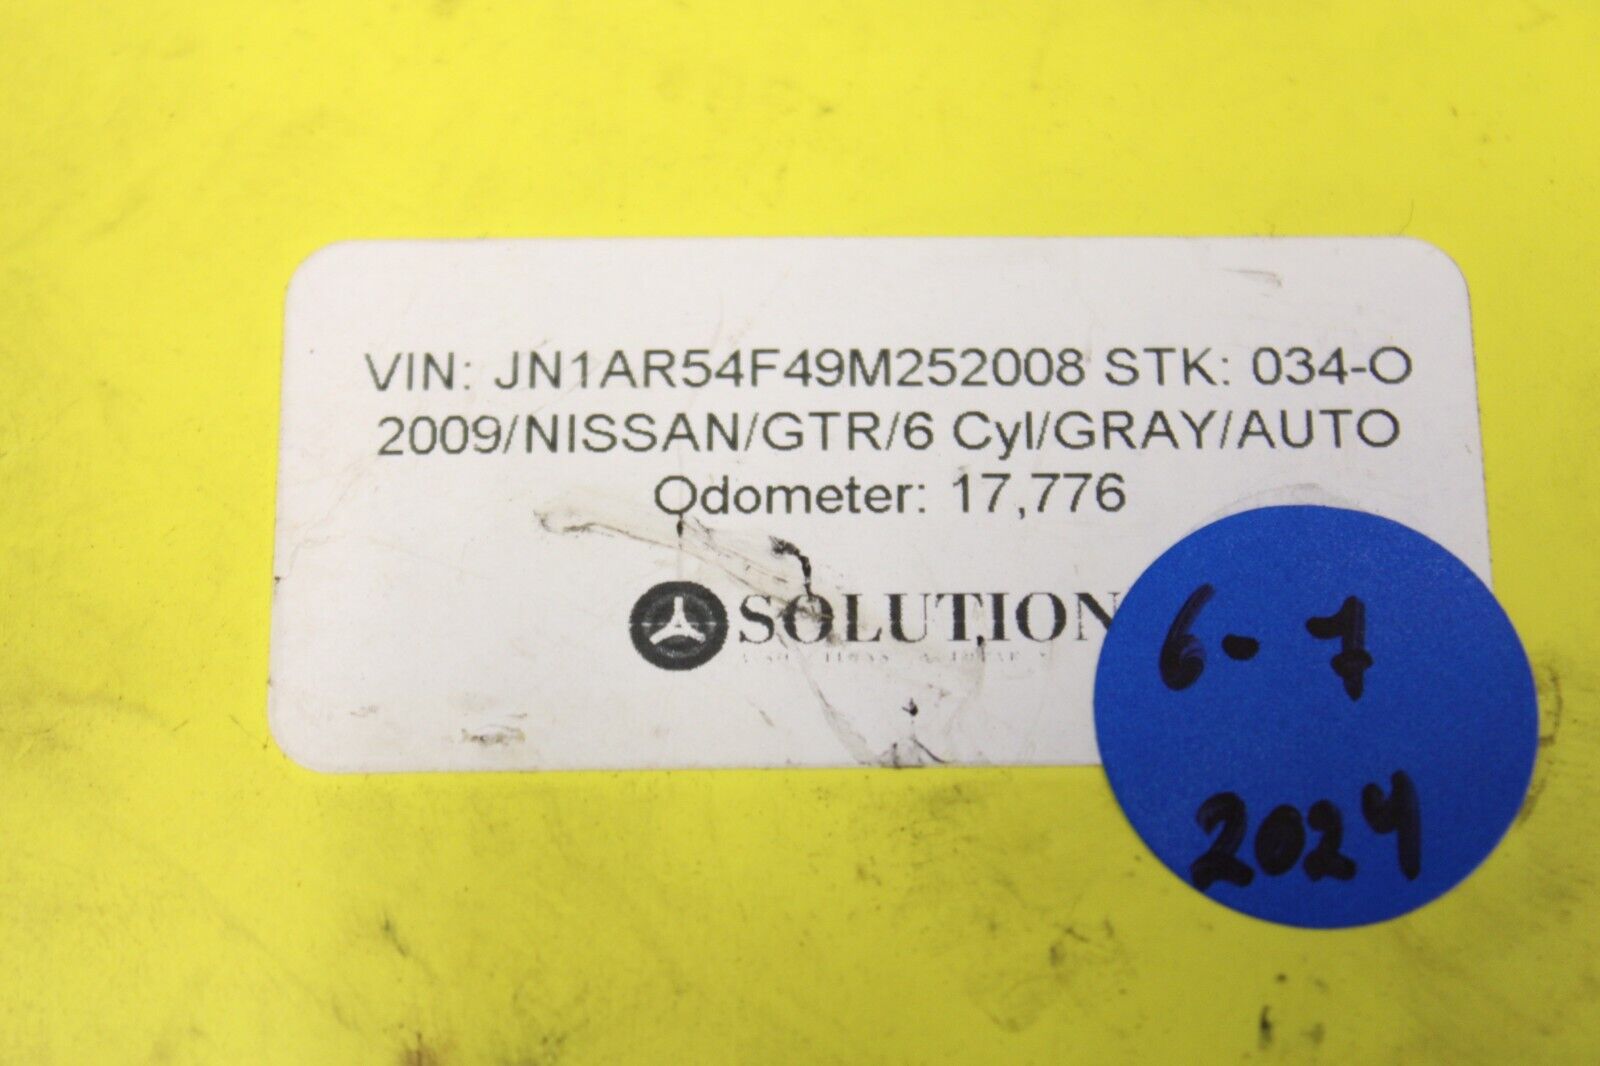 VIN: JN1AR54F49M252008 STK: 034-O
2009/NISSAN/GTR/6 Cyl/GRAY/AUTO
Odometer: 17,776
SOLUTION
6-7
2024